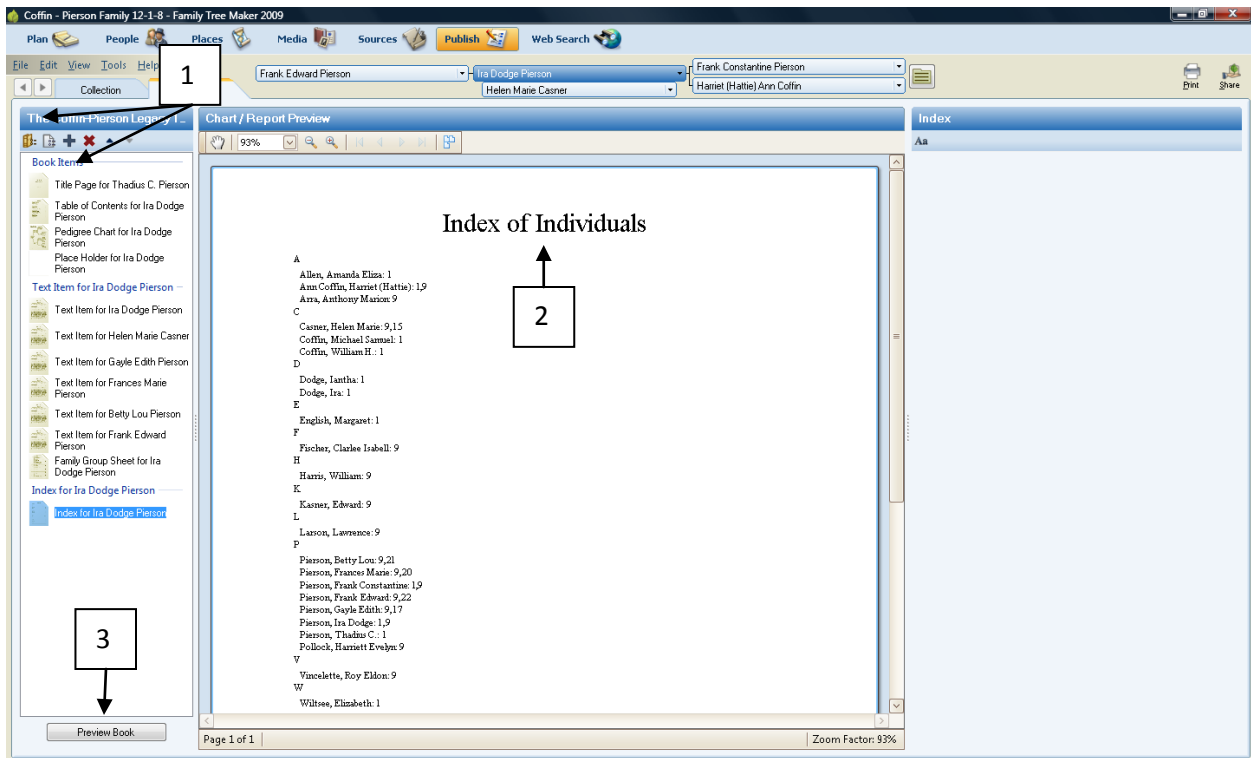 Coffin - Pierson Family 12-1-8 - Family Tree Maker 2009
Plan People Places Media Sources Publish Web Search
File Edit View Tools Help
Frank Edward Pierson
Ira Dodge Pierson
Helen Marie Casner
Frank Constantine Pierson
Harriet (Hattie) Ann Coffin
Print Share
Collection
1
The Coffin-Pierson Legacy
Book Items
Title Page for Thadius C. Pierson
Table of Contents for Ira Dodge
Pierson
Pedigree Chart for Ira Dodge
Pierson
Place Holder for Ira Dodge
Pierson
Text Item for Ira Dodge Pierson
Text Item for Ira Dodge Pierson
Text Item for Helen Marie Casner
Text Item for Gayle Edith Pierson
Text Item for Frances Marie
Pierson
Text Item for Betty Lou Pierson
Text Item for Frank Edward
Pierson
Family Group Sheet for Ira
Dodge Pierson
Index for Ira Dodge Pierson
Index for Ira Dodge Pierson
3
Preview Book
Chart / Report Preview
93%
Index of Individuals
2
A
Allen, Amanda Eliza: 1
Ann Coffin, Harriet (Hattie): 1,9
Arra, Anthony Marion: 9
C
Casner, Helen Marie: 9,15
Coffin, Michael Samuel: 1
Coffin, William H.: 1
D
Dodge, Iantha: 1
Dodge, Ira: 1
E
English, Margaret: 1
F
Fischer, Clarlee Isabell: 9
H
Harris, William: 9
K
Kasner, Edward: 9
L
Larson, Lawrence: 9
P
Pierson, Betty Lou: 9,21
Pierson, Frances Marie: 9,20
Pierson, Frank Constantine: 1,9
Pierson, Frank Edward: 9,22
Pierson, Gayle Edith: 9,17
Pierson, Ira Dodge: 1,9
Pierson, Thadius C.: 1
Pollock, Harriett Evelyn: 9
V
Vincelette, Roy Eldon: 9
W
Wiltsee, Elizabeth: 1
Page 1 of 1
Zoom Factor: 93%
Index
Aa